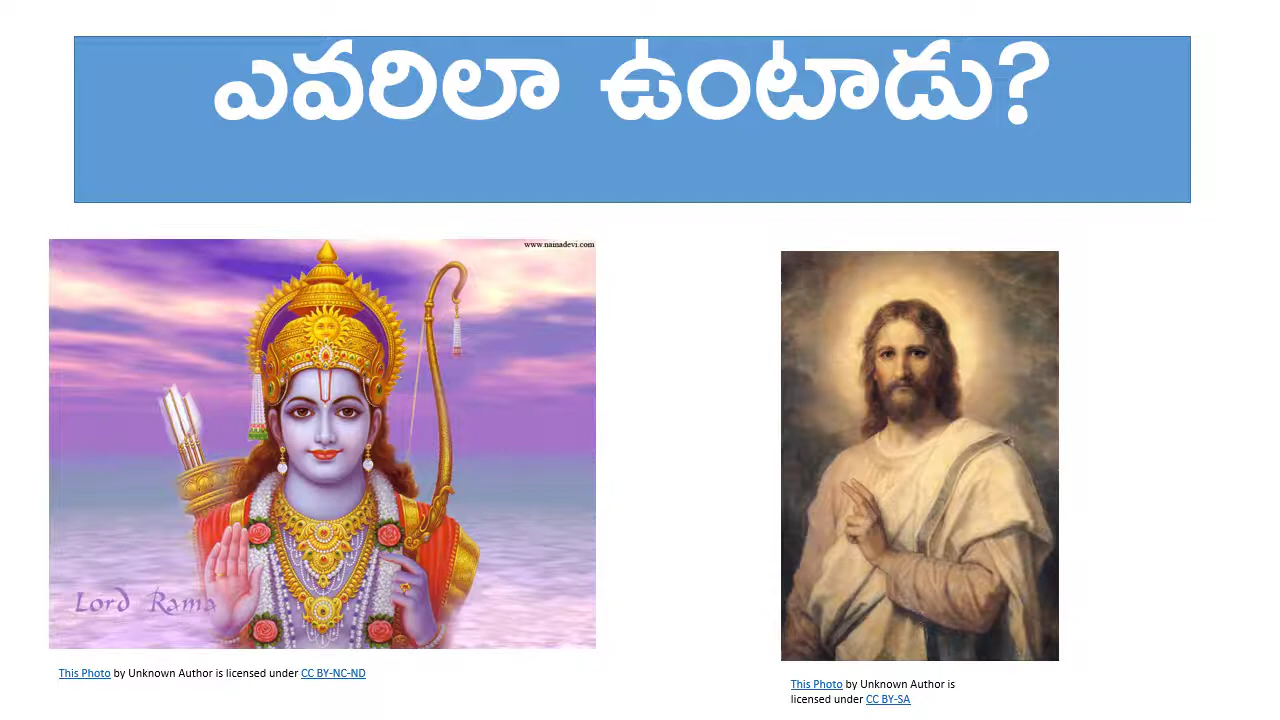 ఎవరిలా ఉంటాడు?
www.nainadevi.com
Lord Rama
This Photo by Unknown Author is licensed under CC BY-NC-ND
This Photo by Unknown Author is
licensed under CC BY-SA